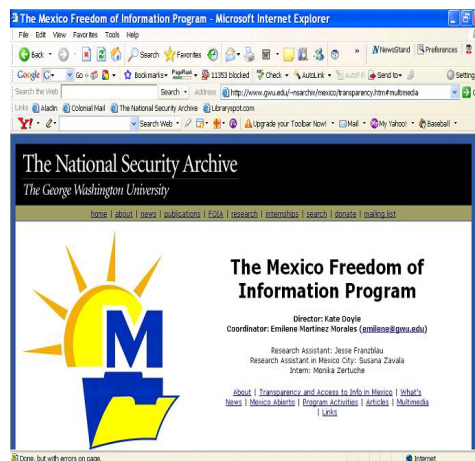 The Mexico Freedom of Information Program - Microsoft Internet Explorer
File Edit View Favorites Tools Help
Back Search Favorites NewsStand Preferences
Google G Go Bookmarks PageRank 11353 blocked Check AutoLink AutoFill Send to Setting
Search the Web Search Address http://www.gwu.edu/~nsarchiv/mexico/transparency.htm#multimedia
Links Aladin Colonial Mail The National Security Archive Libraryspot.com
Y! Search Web Upgrade your Toolbar Now! Mail My Yahoo! Baseball
The National Security Archive
The George Washington University
home | about | news | publications | FOIA | research | internships | search | donate | mailing list
M
The Mexico Freedom of
Information Program
Director: Kate Doyle
Coordinator: Emilene Martínez Morales (emilene@gwu.edu)
Research Assistant: Jesse Franzblau
Research Assistant in Mexico City: Susana Zavala
Intern: Monika Zertuche
About | Transparency and Access to Info in Mexico | What's
News | Mexico Abierto | Program Activities | Articles | Multimedia
| Links
Done, but with errors on page. Internet